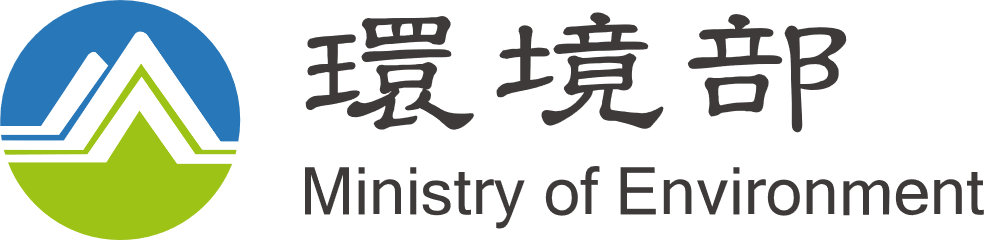 環境部
Ministry of Environment